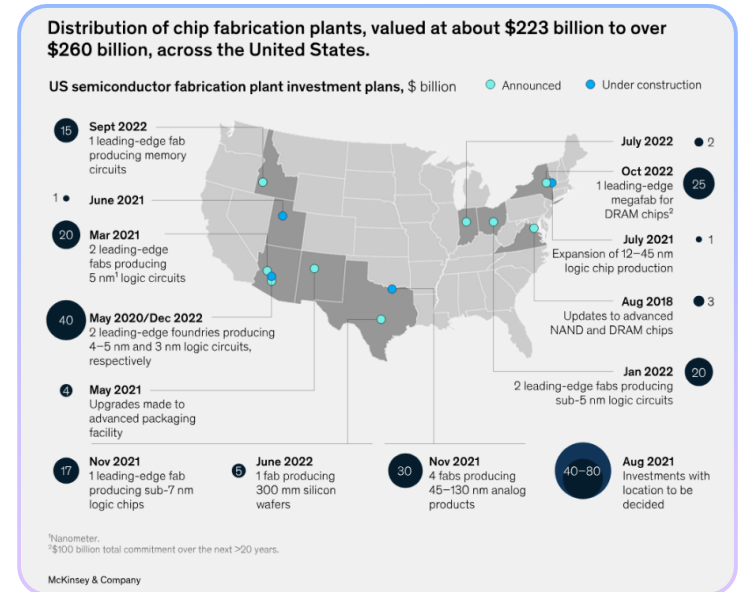 Distribution of chip fabrication plants, valued at about $223 billion to over
$260 billion, across the United States.
US semiconductor fabrication plant investment plans, $ billion
Announced
Under construction
15
Sept 2022
1 leading-edge fab
producing memory
circuits
1
June 2021
20
Mar 2021
2 leading-edge
fabs producing
5 nm¹ logic circuits
40
May 2020/Dec 2022
2 leading-edge foundries producing
4–5 nm and 3 nm logic circuits,
respectively
4
May 2021
Upgrades made to
advanced packaging
facility
July 2022
2
Oct 2022
1 leading-edge
megafab for
DRAM chips²
25
July 2021
1
Expansion of 12–45 nm
logic chip production
Aug 2018
3
Updates to advanced
NAND and DRAM chips
Jan 2022
20
2 leading-edge fabs producing
sub-5 nm logic circuits
17
Nov 2021
1 leading-edge fab
producing sub-7 nm
logic chips
5
June 2022
1 fab producing
300 mm silicon
wafers
30
Nov 2021
4 fabs producing
45–130 nm analog
products
40–80
Aug 2021
Investments with
location to be
decided
¹Nanometer.
²$100 billion total commitment over the next >20 years.
McKinsey & Company